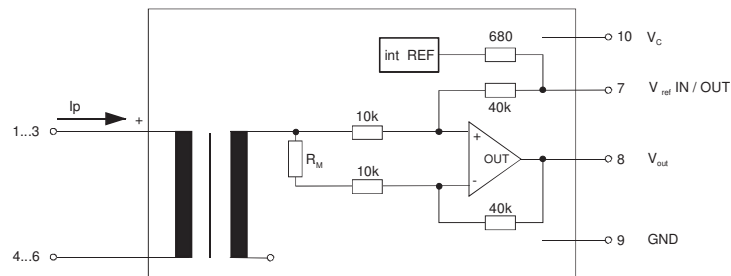 680
10 V_C
int REF
7 V_ref IN / OUT
40k
Ip
+
10k
1...3
+
R_M
OUT
8 V_out
10k
-
40k
9 GND
4...6